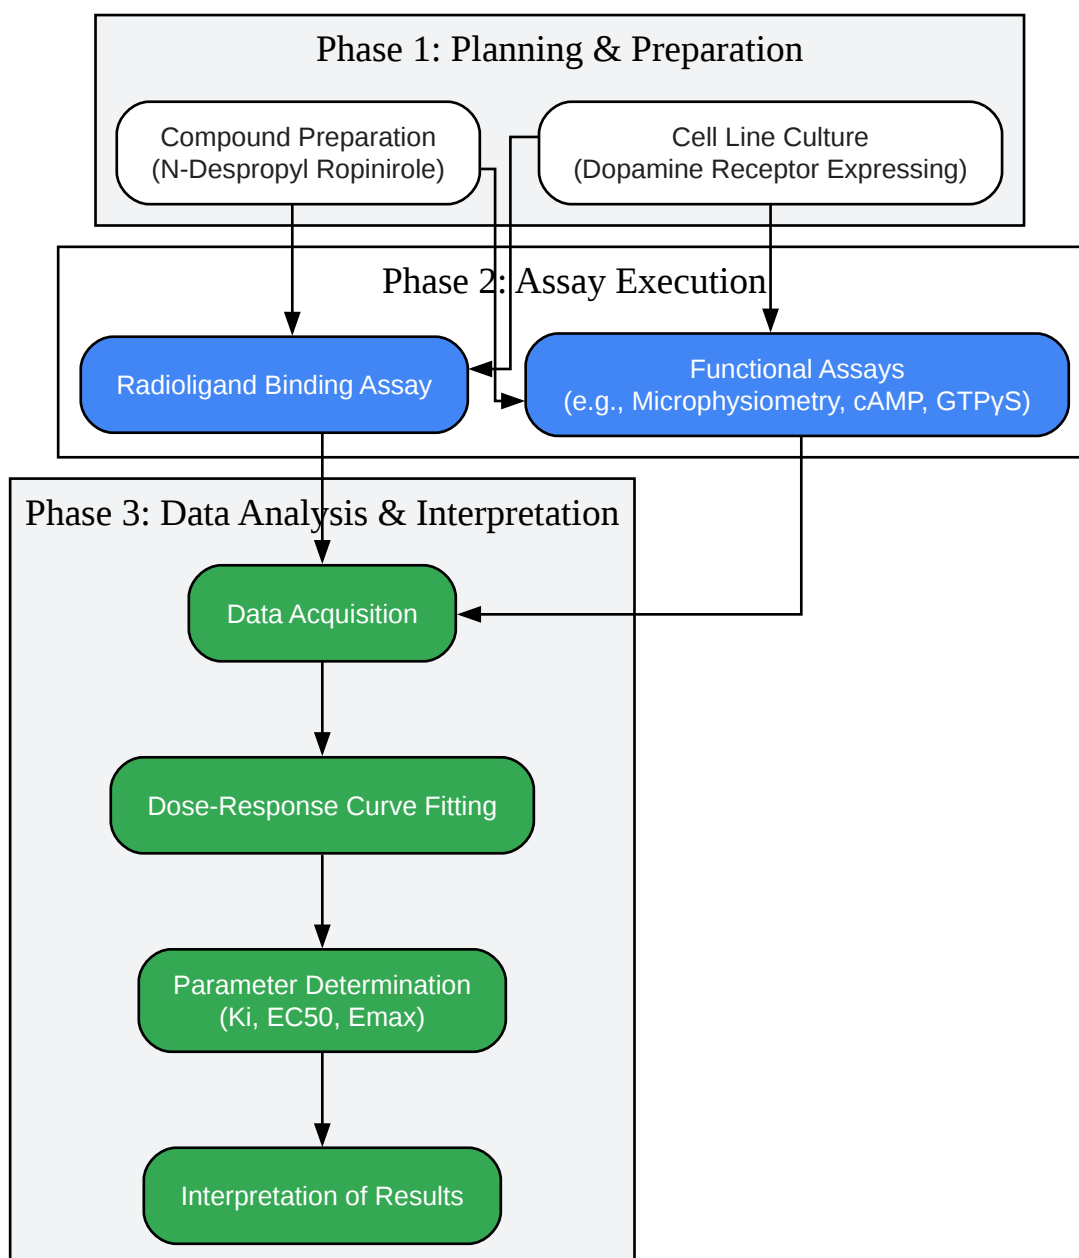 Phase 1: Planning & Preparation
Compound Preparation
(N-Despropyl Ropinirole)
Cell Line Culture
(Dopamine Receptor Expressing)
Phase 2: Assay Execution
Radioligand Binding Assay
Functional Assays
(e.g., Microphysiometry, cAMP, GTPγS)
Phase 3: Data Analysis & Interpretation
Data Acquisition
Dose-Response Curve Fitting
Parameter Determination
(Ki, EC50, Emax)
Interpretation of Results